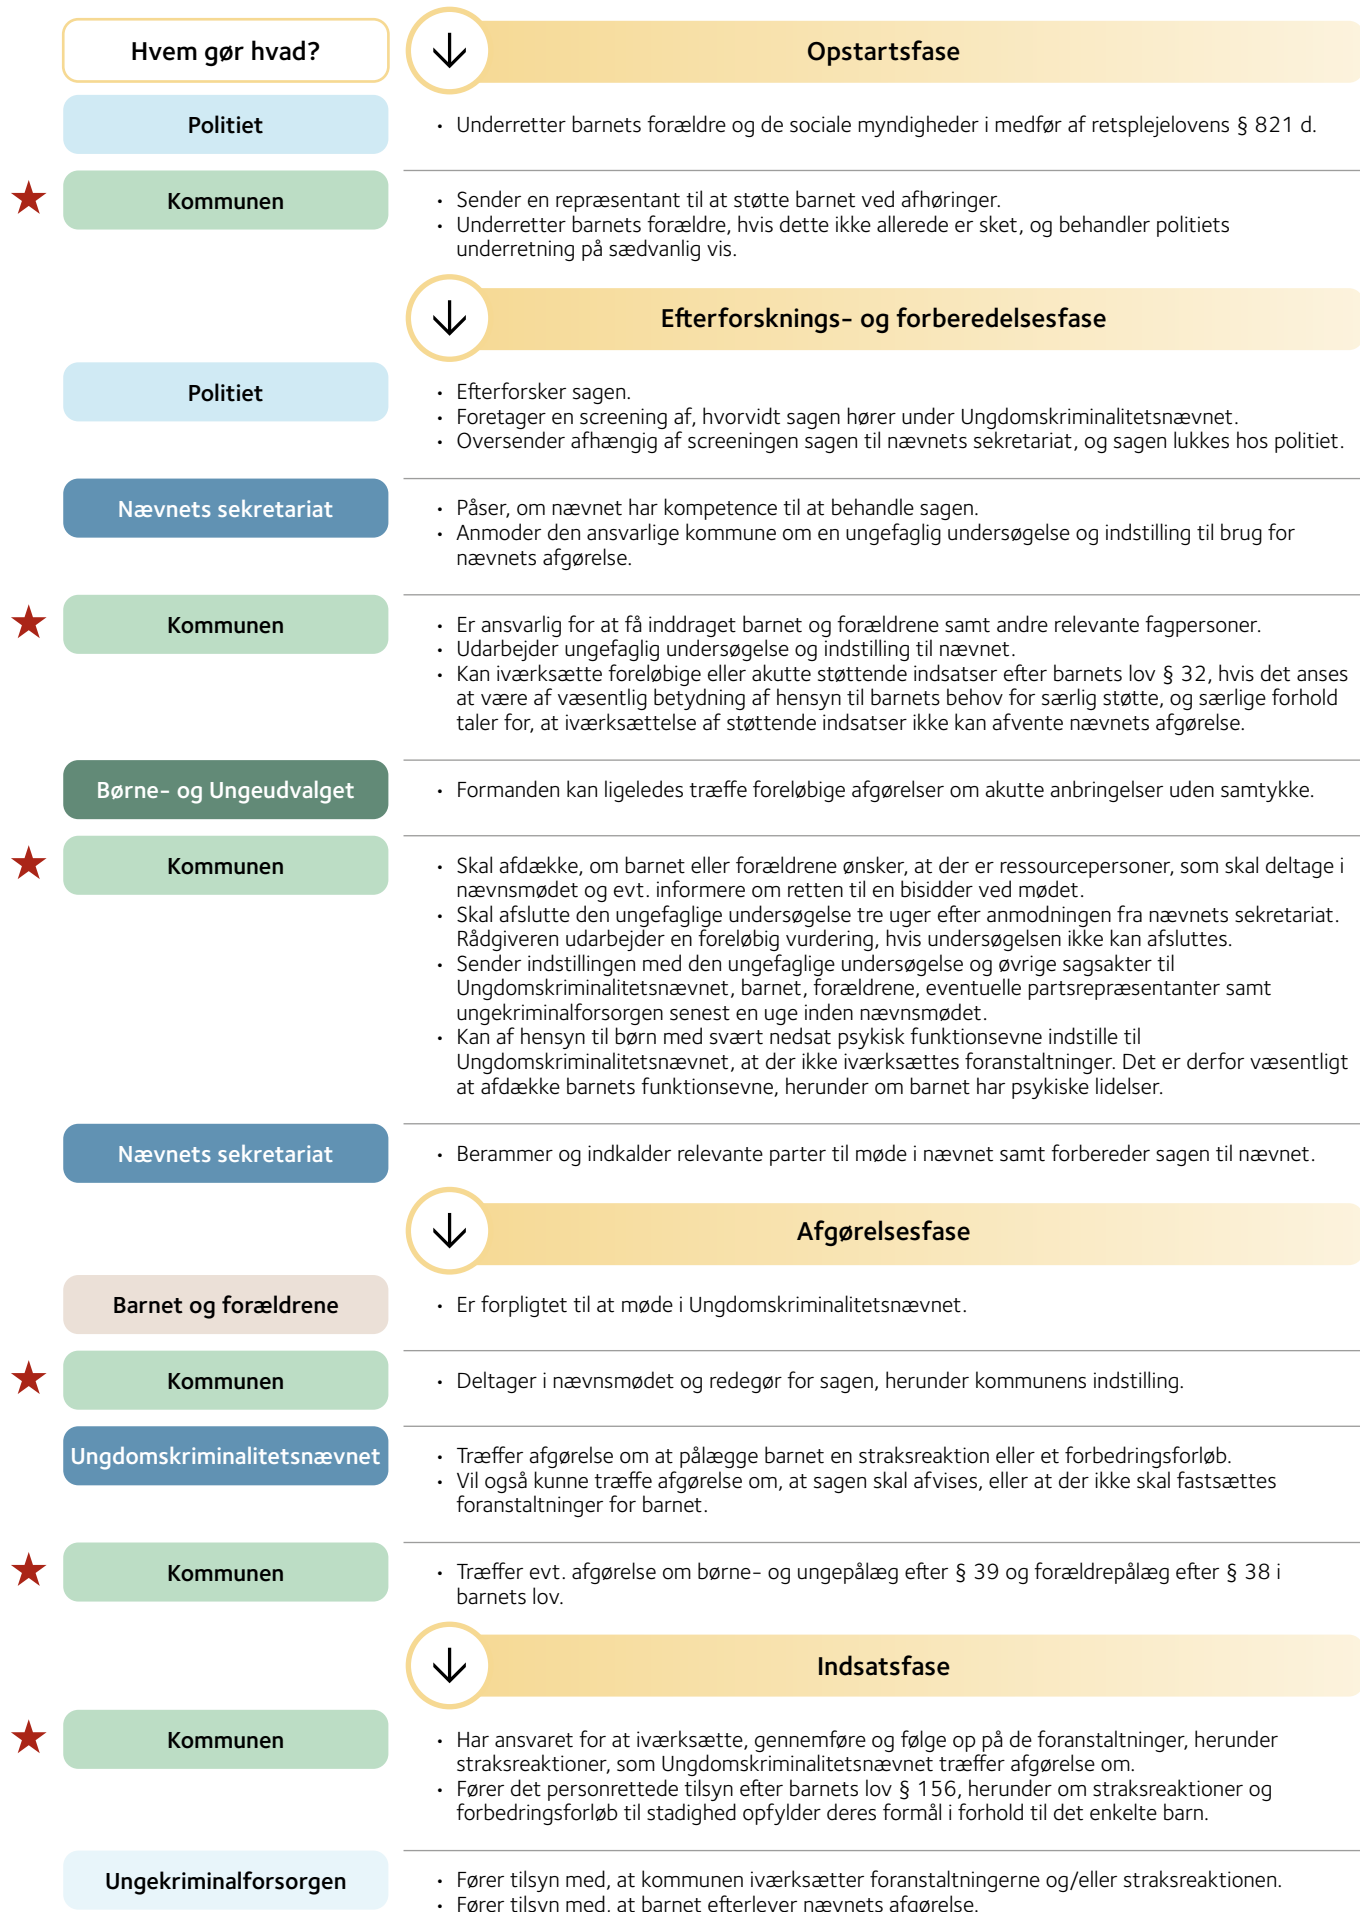 Hvem gør hvad?
Opstartsfase
Politiet
• Underretter barnets forældre og de sociale myndigheder i medfør af retsplejelovens § 821 d.
Kommunen
• Sender en repræsentant til at støtte barnet ved afhøringer.
• Underretter barnets forældre, hvis dette ikke allerede er sket, og behandler politiets
underretning på sædvanlig vis.
Efterforsknings- og forberedelsesfase
Politiet
• Efterforsker sagen.
• Foretager en screening af, hvorvidt sagen hører under Ungdomskriminalitetsnævnet.
• Oversender afhængig af screeningen sagen til nævnets sekretariat, og sagen lukkes hos politiet.
Nævnets sekretariat
• Påser, om nævnet har kompetence til at behandle sagen.
• Anmoder den ansvarlige kommune om en ungefaglig undersøgelse og indstilling til brug for
nævnets afgørelse.
Kommunen
• Er ansvarlig for at få inddraget barnet og forældrene samt andre relevante fagpersoner.
• Udarbejder ungefaglig undersøgelse og indstilling til nævnet.
• Kan iværksætte foreløbige eller akutte støttende indsatser efter barnets lov § 32, hvis det anses
at være af væsentlig betydning af hensyn til barnets behov for særlig støtte, og særlige forhold
taler for, at iværksættelse af støttende indsatser ikke kan afvente nævnets afgørelse.
Børne- og Ungeudvalget
• Formanden kan ligeledes træffe foreløbige afgørelser om akutte anbringelser uden samtykke.
Kommunen
• Skal afdække, om barnet eller forældrene ønsker, at der er ressourcepersoner, som skal deltage i
nævnsmødet og evt. informere om retten til en bisidder ved mødet.
• Skal afslutte den ungefaglige undersøgelse tre uger efter anmodningen fra nævnets sekretariat.
Rådgiveren udarbejder en foreløbig vurdering, hvis undersøgelsen ikke kan afsluttes.
• Sender indstillingen med den ungefaglige undersøgelse og øvrige sagsakter til
Ungdomskriminalitetsnævnet, barnet, forældrene, eventuelle partsrepræsentanter samt
ungekriminalforsorgen senest en uge inden nævnsmødet.
• Kan af hensyn til børn med svært nedsat psykisk funktionsevne indstille til
Ungdomskriminalitetsnævnet, at der ikke iværksættes foranstaltninger. Det er derfor væsentligt
at afdække barnets funktionsevne, herunder om barnet har psykiske lidelser.
Nævnets sekretariat
• Berammer og indkalder relevante parter til møde i nævnet samt forbereder sagen til nævnet.
Afgørelsesfase
Barnet og forældrene
• Er forpligtet til at møde i Ungdomskriminalitetsnævnet.
Kommunen
• Deltager i nævnsmødet og redegør for sagen, herunder kommunens indstilling.
Ungdomskriminalitetsnævnet
• Træffer afgørelse om at pålægge barnet en straksreaktion eller et forbedringsforløb.
• Vil også kunne træffe afgørelse om, at sagen skal afvises, eller at der ikke skal fastsættes
foranstaltninger for barnet.
Kommunen
• Træffer evt. afgørelse om børne- og ungepålæg efter § 39 og forældrepålæg efter § 38 i
barnets lov.
Indsatsfase
Kommunen
• Har ansvaret for at iværksætte, gennemføre og følge op på de foranstaltninger, herunder
straksreaktioner, som Ungdomskriminalitetsnævnet træffer afgørelse om.
• Fører det personrettede tilsyn efter barnets lov § 156, herunder om straksreaktioner og
forbedringsforløb til stadighed opfylder deres formål i forhold til det enkelte barn.
Ungekriminalforsorgen
• Fører tilsyn med, at kommunen iværksætter foranstaltningerne og/eller straksreaktionen.
• Fører tilsyn med, at barnet efterlever nævnets afgørelse.